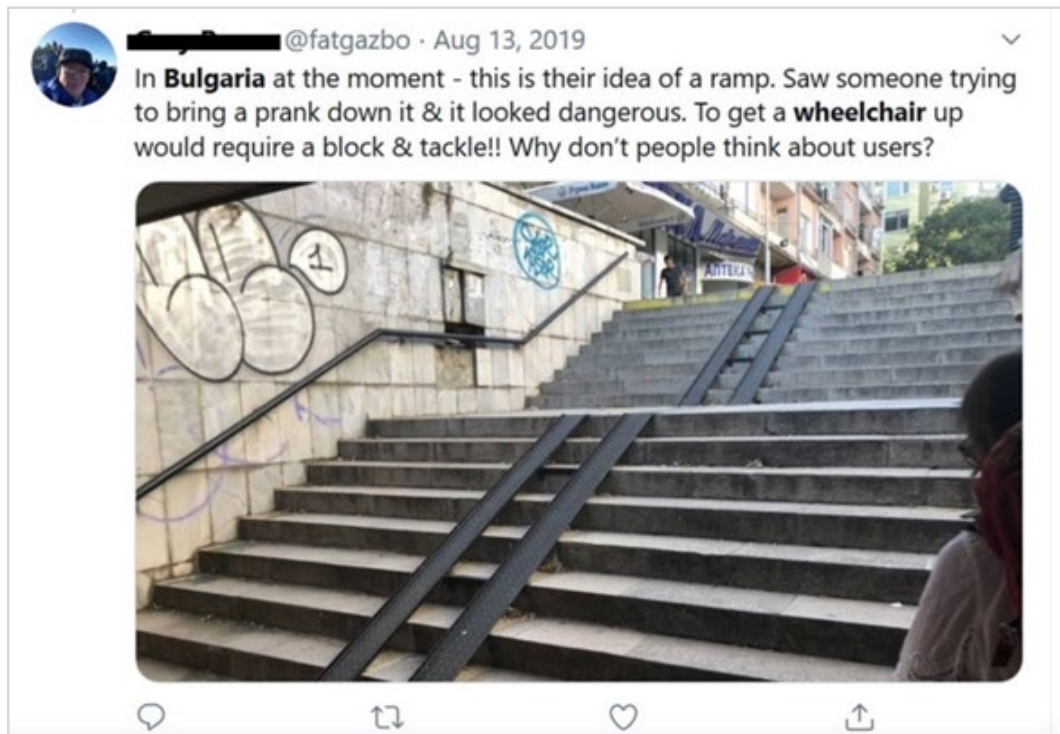 @fatgazbo · Aug 13, 2019
In Bulgaria at the moment - this is their idea of a ramp. Saw someone trying
to bring a prank down it & it looked dangerous. To get a wheelchair up
would require a block & tackle!! Why don’t people think about users?
1
АПТЕКА